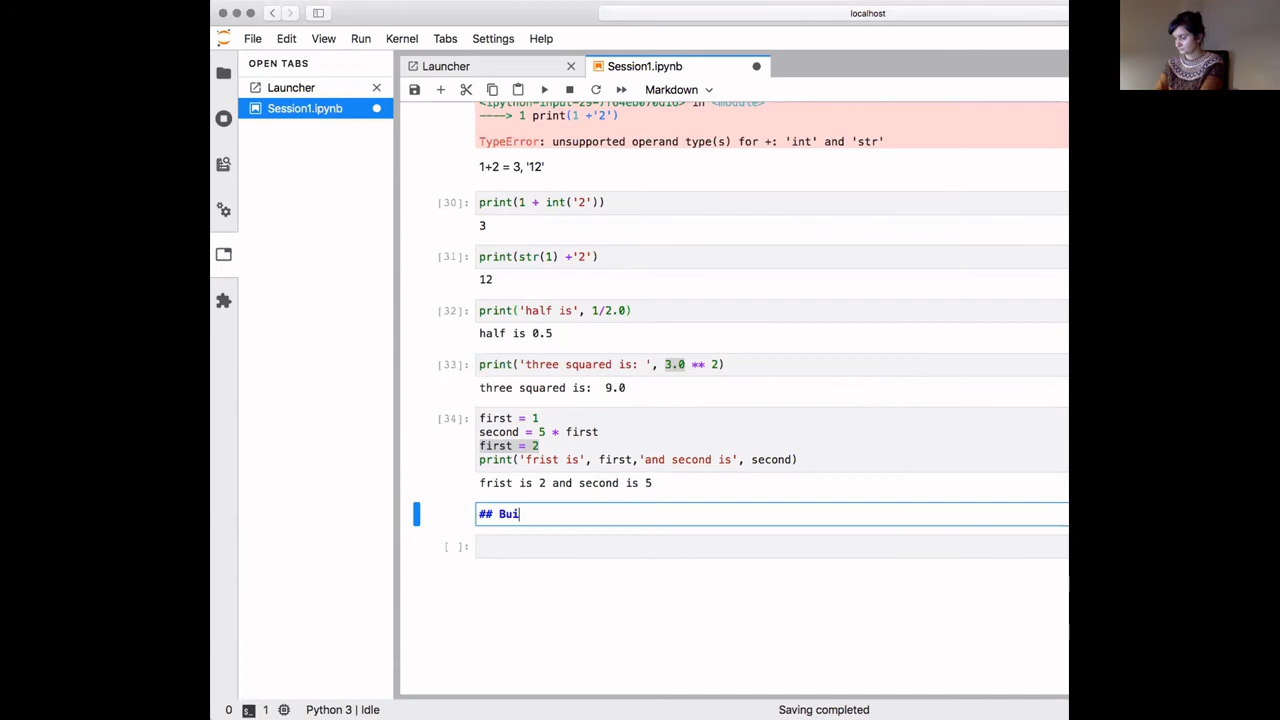 localhost
File Edit View Run Kernel Tabs Settings Help
OPEN TABS
Launcher
Session1.ipynb
Launcher
Session1.ipynb
Markdown
in <module>
----> 1 print(1 +'2')
TypeError: unsupported operand type(s) for +: 'int' and 'str'
1+2 = 3, '12'
[30]: print(1 + int('2'))
3
[31]: print(str(1) +'2')
12
[32]: print('half is', 1/2.0)
half is 0.5
[33]: print('three squared is: ', 3.0 ** 2)
three squared is:  9.0
[34]: first = 1
second = 5 * first
first = 2
print('frist is', first,'and second is', second)
frist is 2 and second is 5
## Bui
[ ]:
0 1 Python 3 | Idle Saving completed